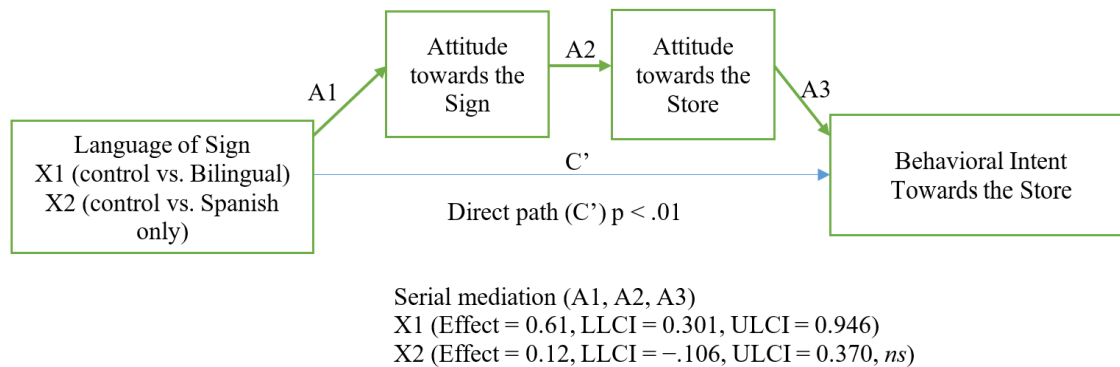 Attitude
towards the
Sign
A2
Attitude
towards the
Store
A1
A3
Language of Sign
X1 (control vs. Bilingual)
X2 (control vs. Spanish
only)
C’
Behavioral Intent
Towards the Store
Direct path (C’) p < .01
Serial mediation (A1, A2, A3)
X1 (Effect = 0.61, LLCI = 0.301, ULCI = 0.946)
X2 (Effect = 0.12, LLCI = −.106, ULCI = 0.370, ns)